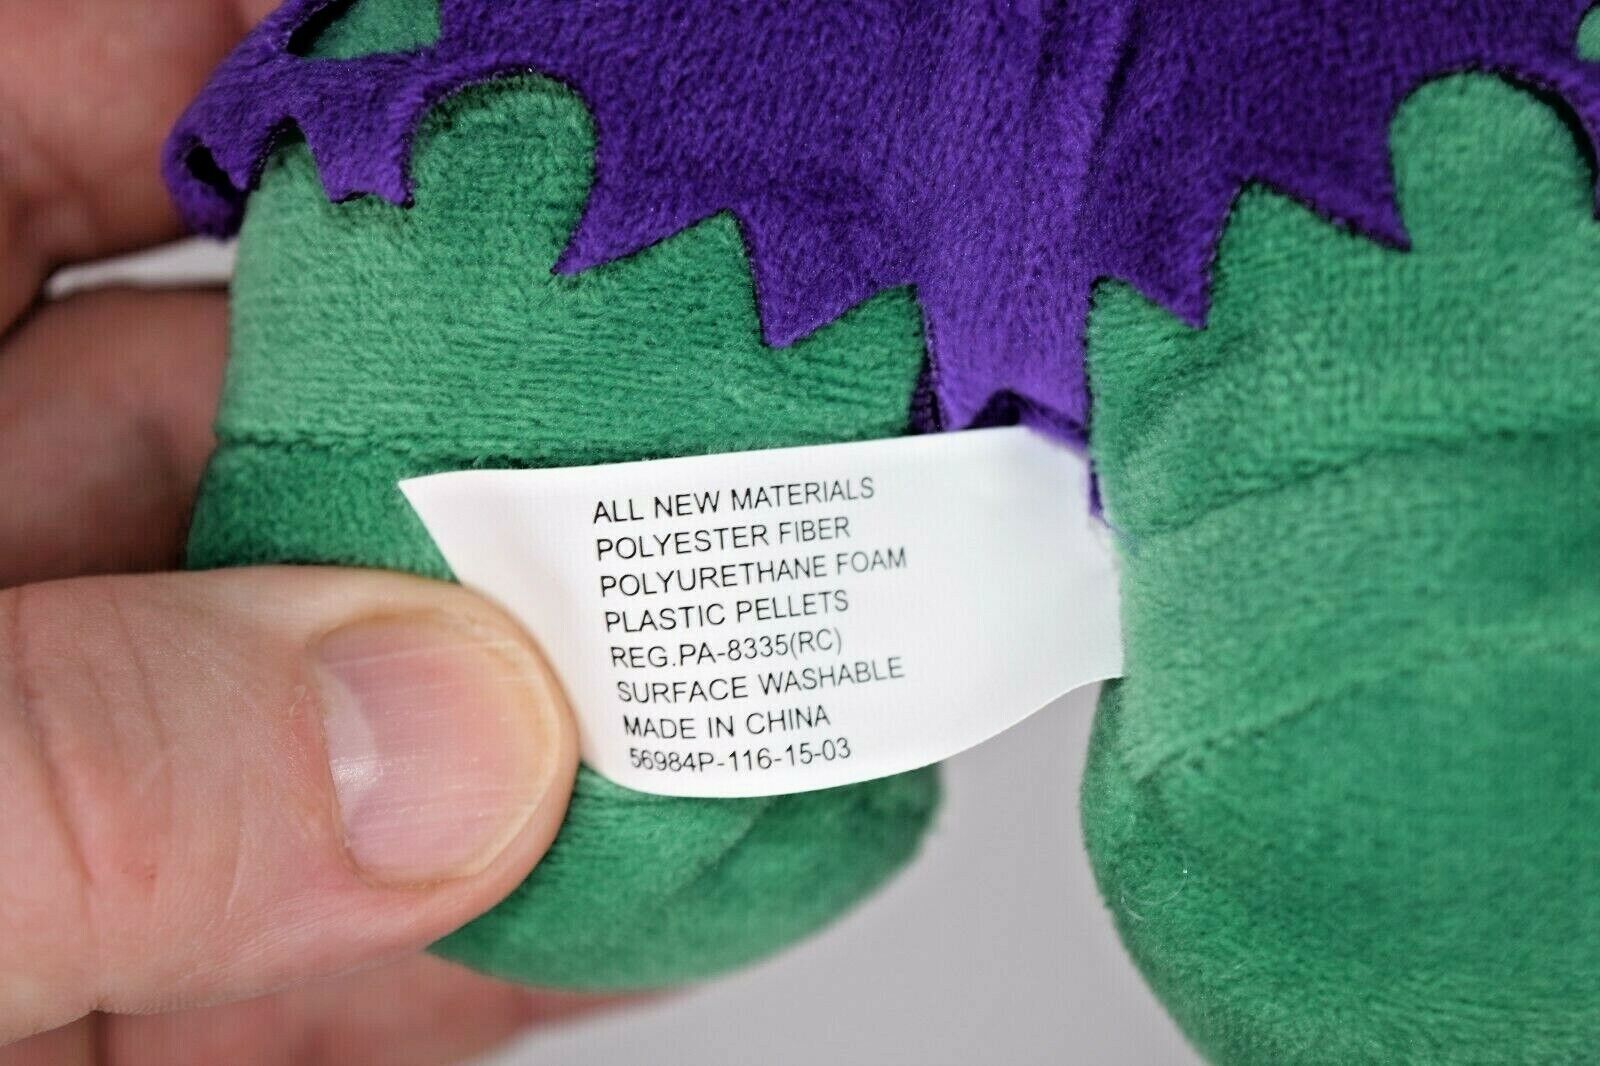 ALL NEW MATERIALS
POLYESTER FIBER
POLYURETHANE FOAM
PLASTIC PELLETS
REG.PA-8335(RC)
SURFACE WASHABLE
MADE IN CHINA
56984P-116-15-03